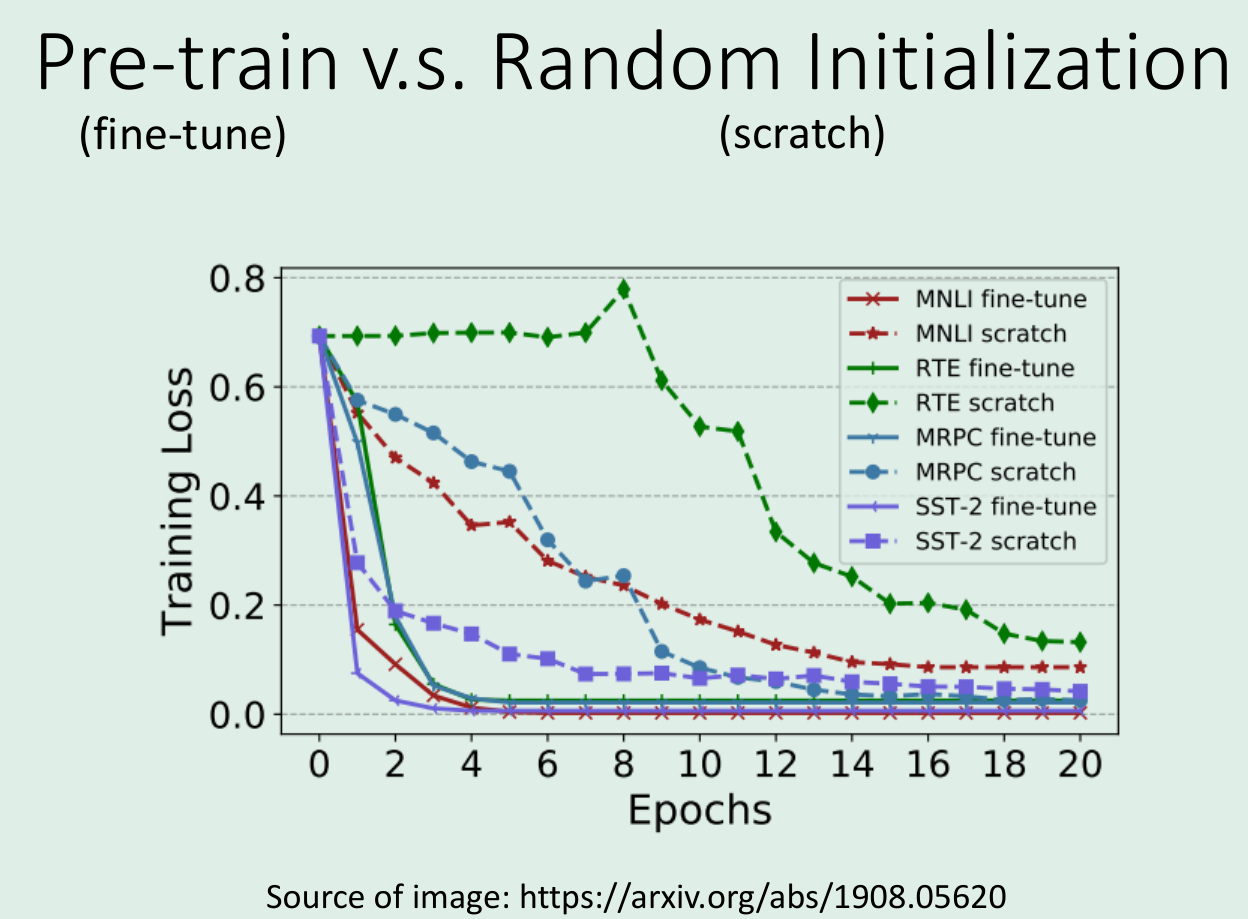 Pre-train v.s. Random Initialization
(fine-tune) (scratch)
0.8
0.6
0.4
0.2
0.0
Training Loss
MNLI fine-tune
MNLI scratch
RTE fine-tune
RTE scratch
MRPC fine-tune
MRPC scratch
SST-2 fine-tune
SST-2 scratch
0 2 4 6 8 10 12 14 16 18 20
Epochs
Source of image: https://arxiv.org/abs/1908.05620